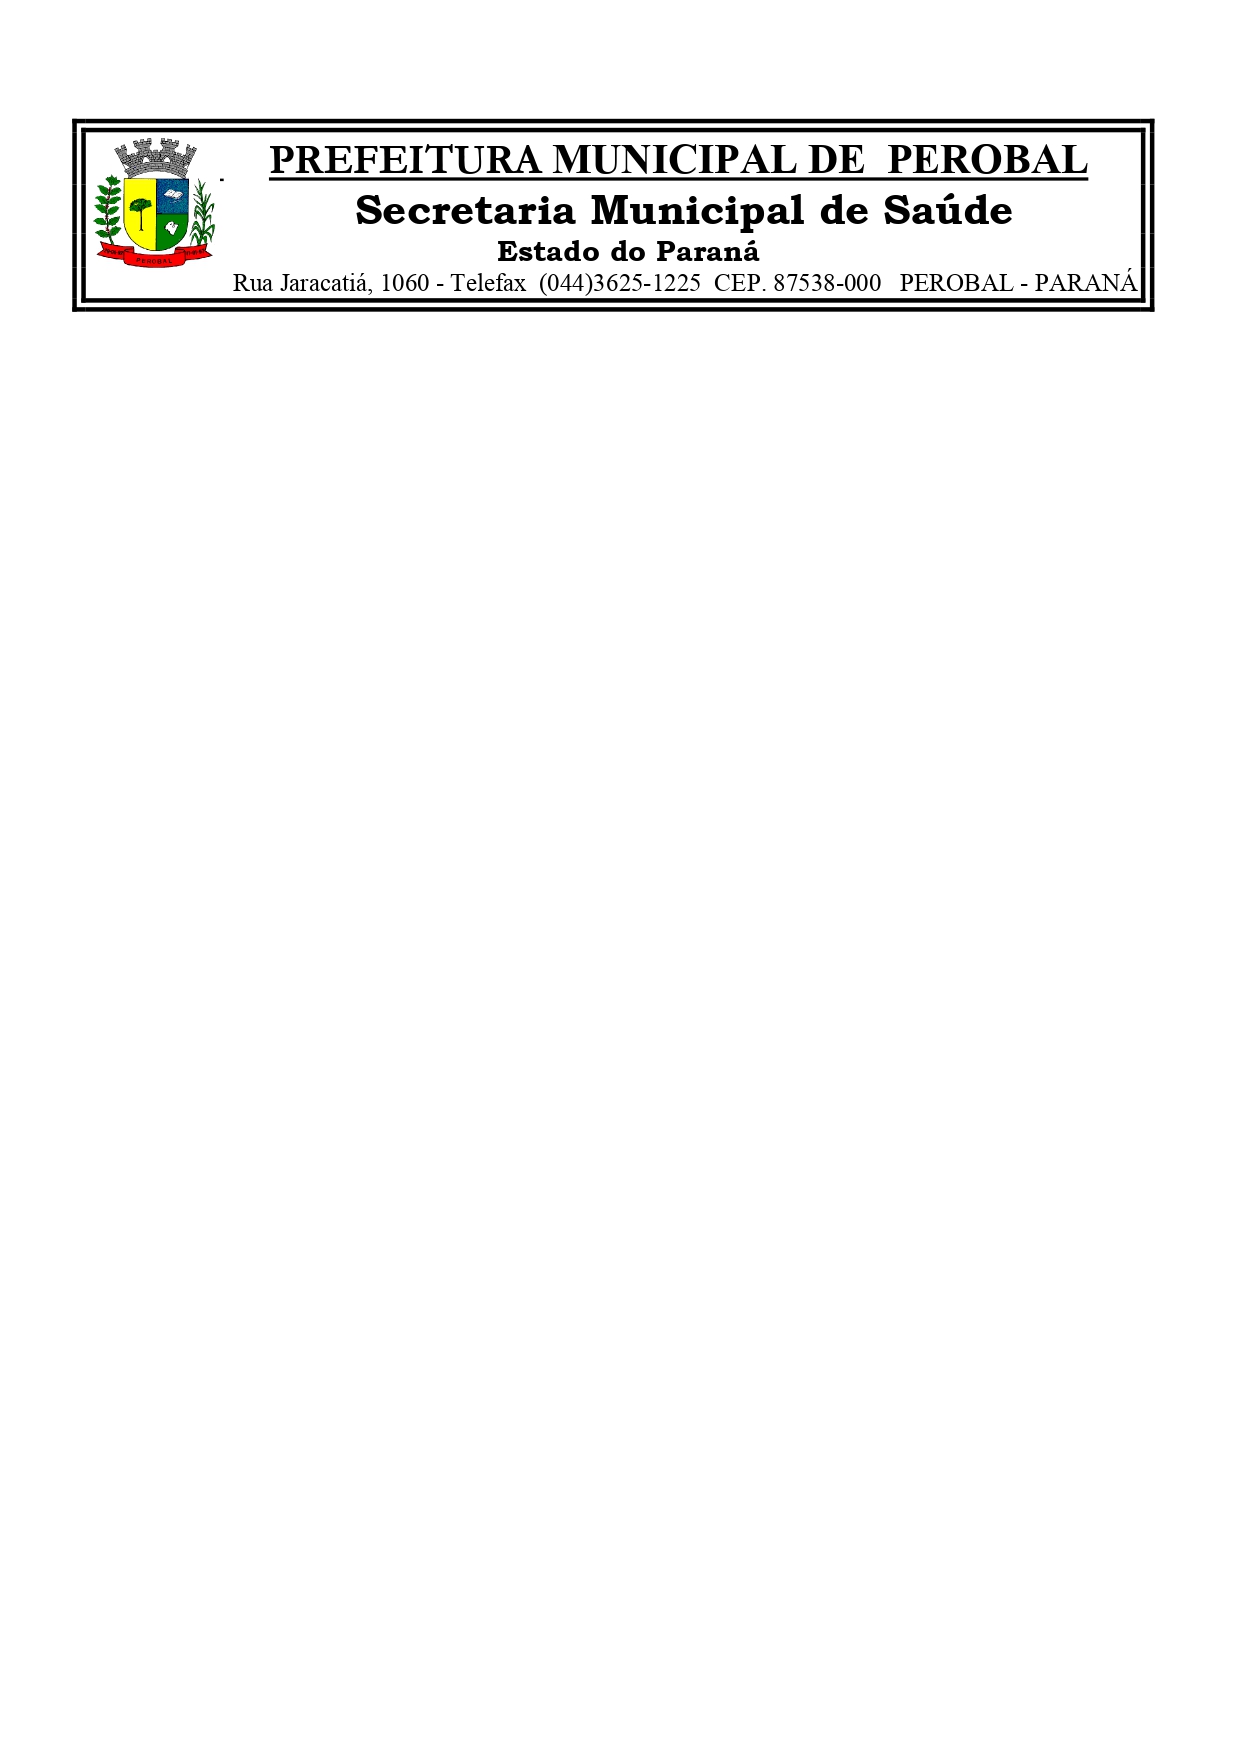 PREFEITURA MUNICIPAL DE  PEROBAL
Secretaria Municipal de Saúde
Estado do Paraná
Rua Jaracatiá, 1060 - Telefax  (044)3625-1225  CEP. 87538-000   PEROBAL - PARANÁ
PEROBAL